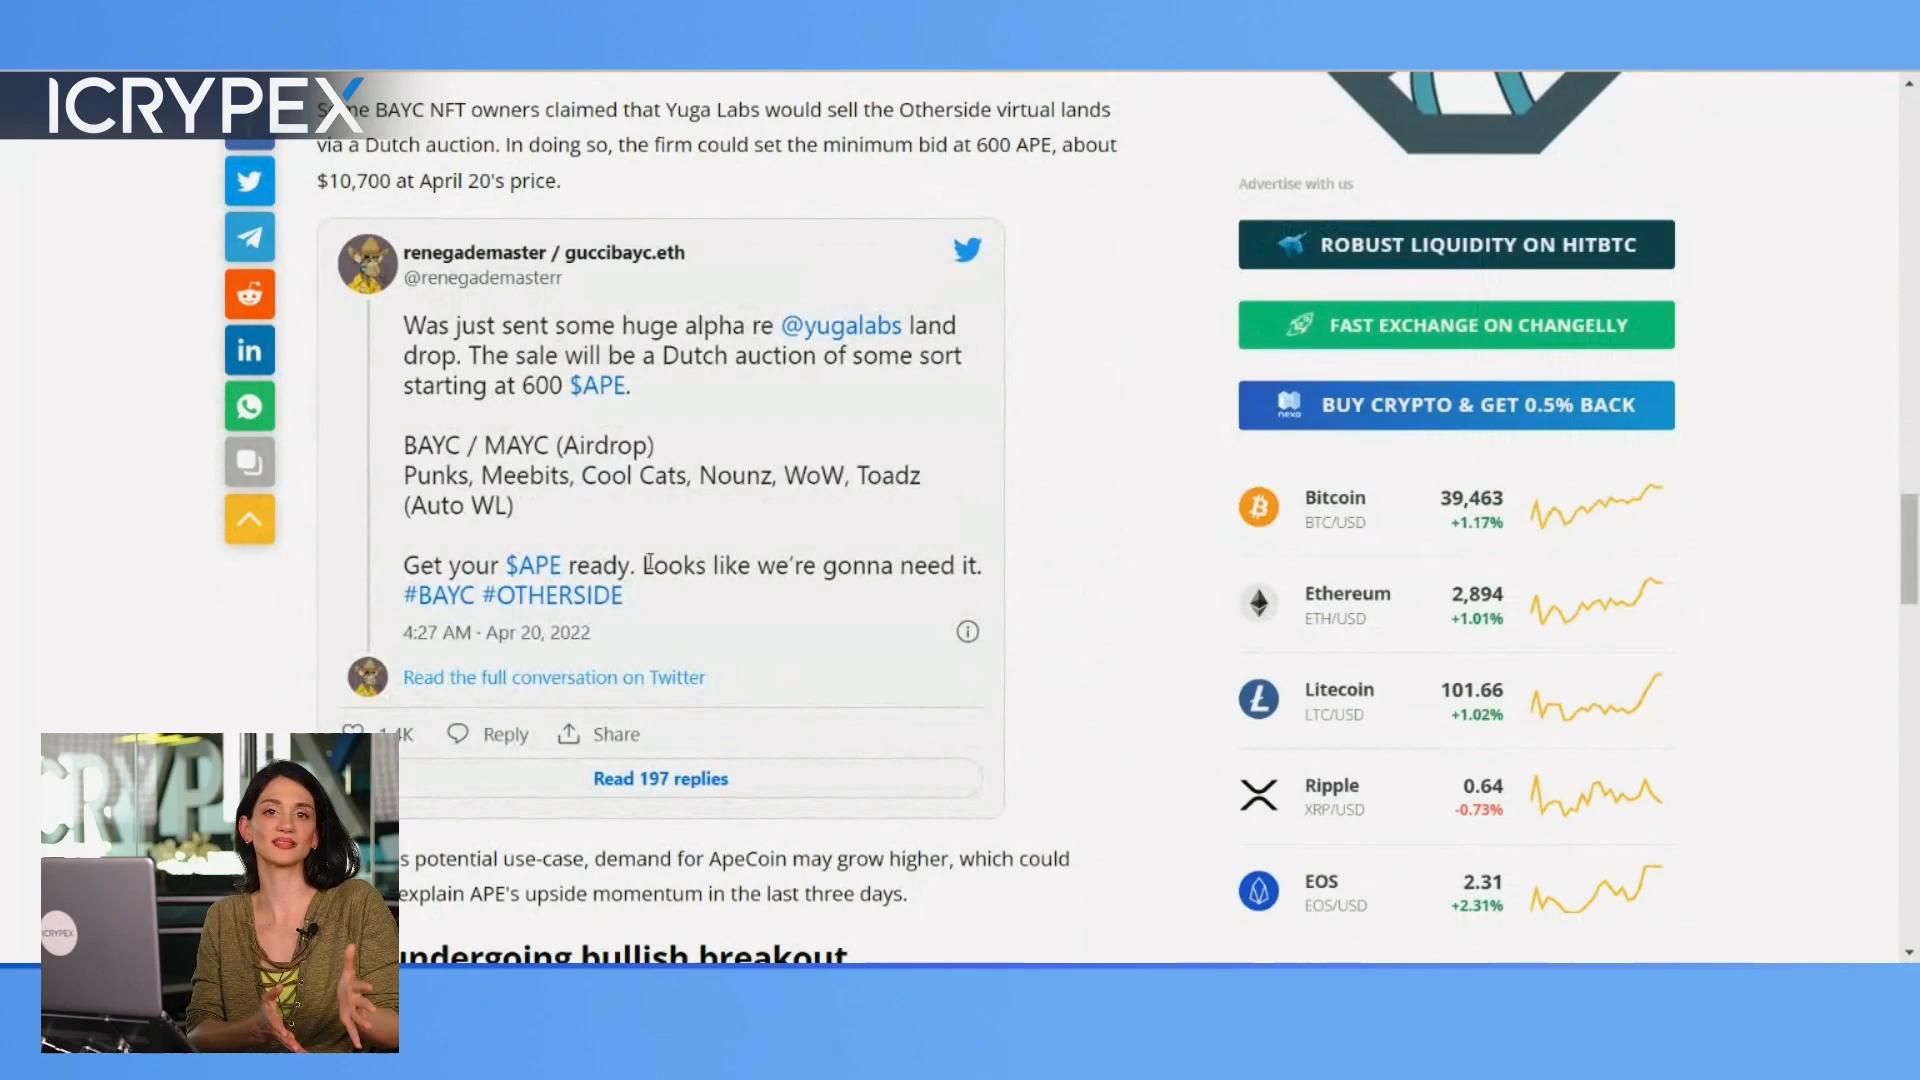 ICRYPEX
me BAYC NFT owners claimed that Yuga Labs would sell the Otherside virtual lands
via a Dutch auction. In doing so, the firm could set the minimum bid at 600 APE, about
$10,700 at April 20's price.
renegademaster / guccibayc.eth
@renegademasterr
Was just sent some huge alpha re @yugalabs land
drop. The sale will be a Dutch auction of some sort
starting at 600 $APE.
BAYC / MAYC (Airdrop)
Punks, Meebits, Cool Cats, Nounz, WoW, Toadz
(Auto WL)
Get your $APE ready. Looks like we're gonna need it.
#BAYC #OTHERSIDE
4:27 AM · Apr 20, 2022
Read the full conversation on Twitter
Reply
Share
Read 197 replies
s potential use-case, demand for ApeCoin may grow higher, which could
explain APE's upside momentum in the last three days.
undergoing bullish breakout
in
Advertise with us
ROBUST LIQUIDITY ON HITBTC
FAST EXCHANGE ON CHANGELLY
nexo
BUY CRYPTO & GET 0.5% BACK
Bitcoin 39,463
BTC/USD +1.17%
Ethereum 2,894
ETH/USD +1.01%
Litecoin 101.66
LTC/USD +1.02%
Ripple 0.64
XRP/USD -0.73%
EOS 2.31
EOS/USD +2.31%
CRYPEX
ICRYPEX